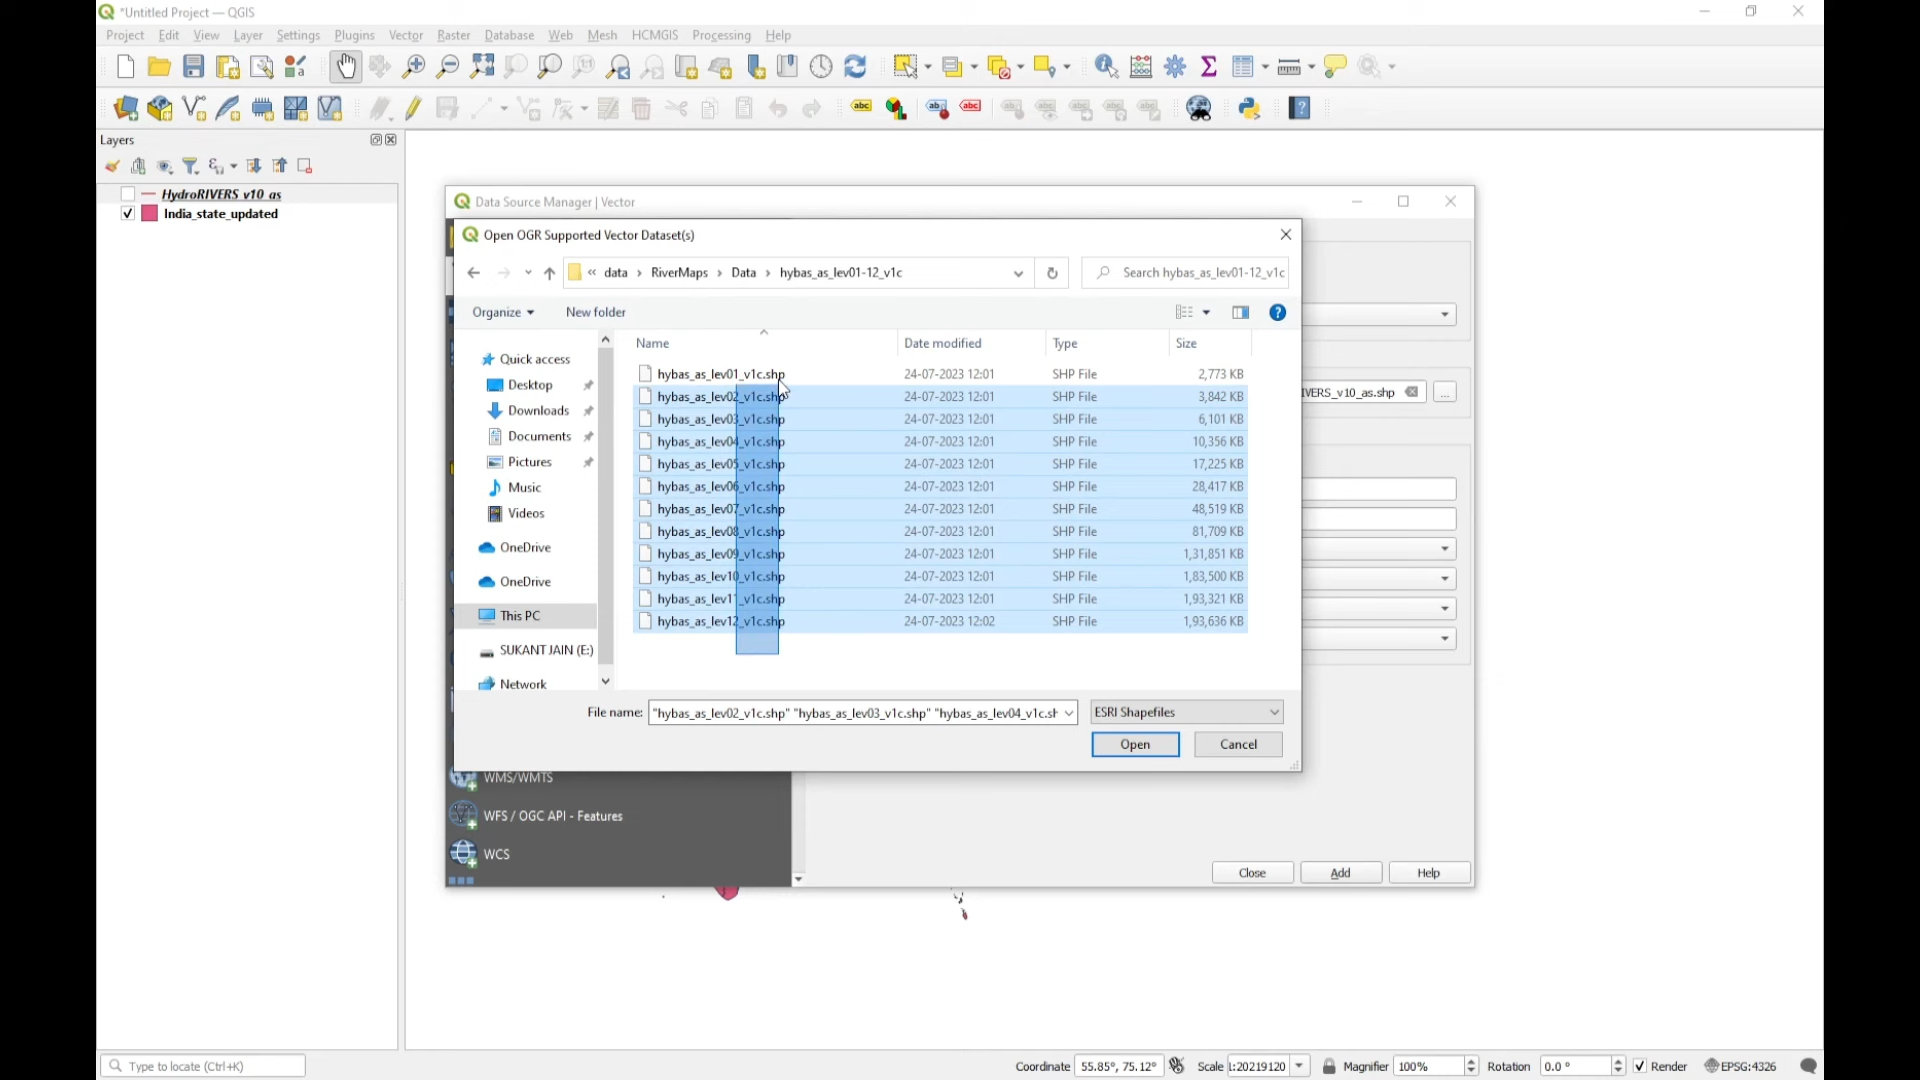 *Untitled Project — QGIS
Project Edit View Layer Settings Plugins Vector Raster Database Web Mesh HCMGIS Processing Help
Layers
HydroRIVERS_v10_as
India_state_updated
Data Source Manager | Vector
Open OGR Supported Vector Dataset(s)
« data › RiverMaps › Data › hybas_as_lev01-12_v1c
Search hybas_as_lev01-12_v1c
Organize New folder
Name Date modified Type Size
Quick access
Desktop
Downloads
Documents
Pictures
Music
Videos
OneDrive
OneDrive
This PC
SUKANT JAIN (E:)
Network
hybas_as_lev01_v1c.shp 24-07-2023 12:01 SHP File 2,773 KB
hybas_as_lev02_v1c.shp 24-07-2023 12:01 SHP File 3,842 KB
hybas_as_lev03_v1c.shp 24-07-2023 12:01 SHP File 6,101 KB
hybas_as_lev04_v1c.shp 24-07-2023 12:01 SHP File 10,356 KB
hybas_as_lev05_v1c.shp 24-07-2023 12:01 SHP File 17,225 KB
hybas_as_lev06_v1c.shp 24-07-2023 12:01 SHP File 28,417 KB
hybas_as_lev07_v1c.shp 24-07-2023 12:01 SHP File 48,519 KB
hybas_as_lev08_v1c.shp 24-07-2023 12:01 SHP File 81,709 KB
hybas_as_lev09_v1c.shp 24-07-2023 12:01 SHP File 1,31,851 KB
hybas_as_lev10_v1c.shp 24-07-2023 12:01 SHP File 1,83,500 KB
hybas_as_lev11_v1c.shp 24-07-2023 12:01 SHP File 1,93,321 KB
hybas_as_lev12_v1c.shp 24-07-2023 12:02 SHP File 1,93,636 KB
IVERS_v10_as.shp
...
File name: "hybas_as_lev02_v1c.shp" "hybas_as_lev03_v1c.shp" "hybas_as_lev04_v1c.sh
ESRI Shapefiles
Open Cancel
WMS/WMTS
WFS / OGC API - Features
WCS
Close Add Help
Type to locate (Ctrl+K) Coordinate 55.85°, 75.12° Scale 1:20219120 Magnifier 100% Rotation 0.0 ° Render EPSG:4326